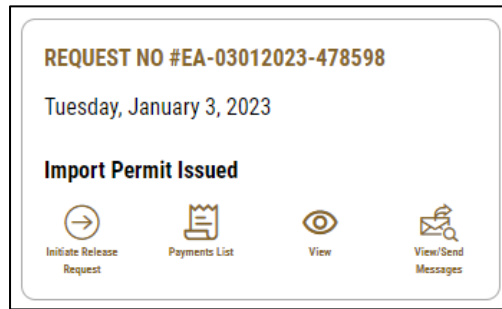 REQUEST NO #EA-03012023-478598
Tuesday, January 3, 2023
Import Permit Issued
Initiate Release Request
Payments List
View
View/Send Messages